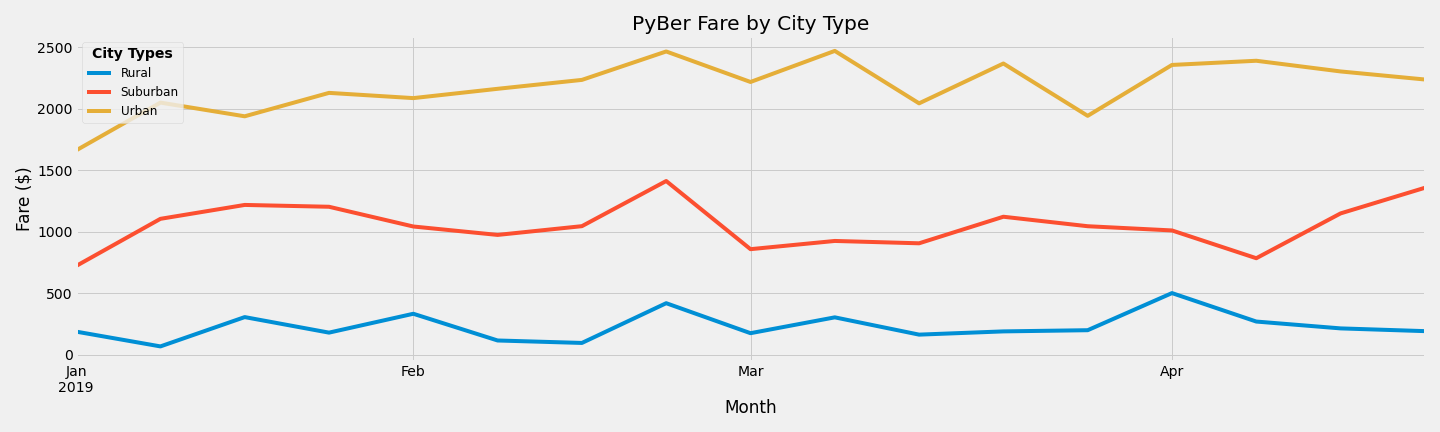 PyBer Fare by City Type
City Types
Rural
Suburban
Urban
2500
2000
1500
1000
500
0
Fare ($)
Jan Feb Mar Apr
2019
Month